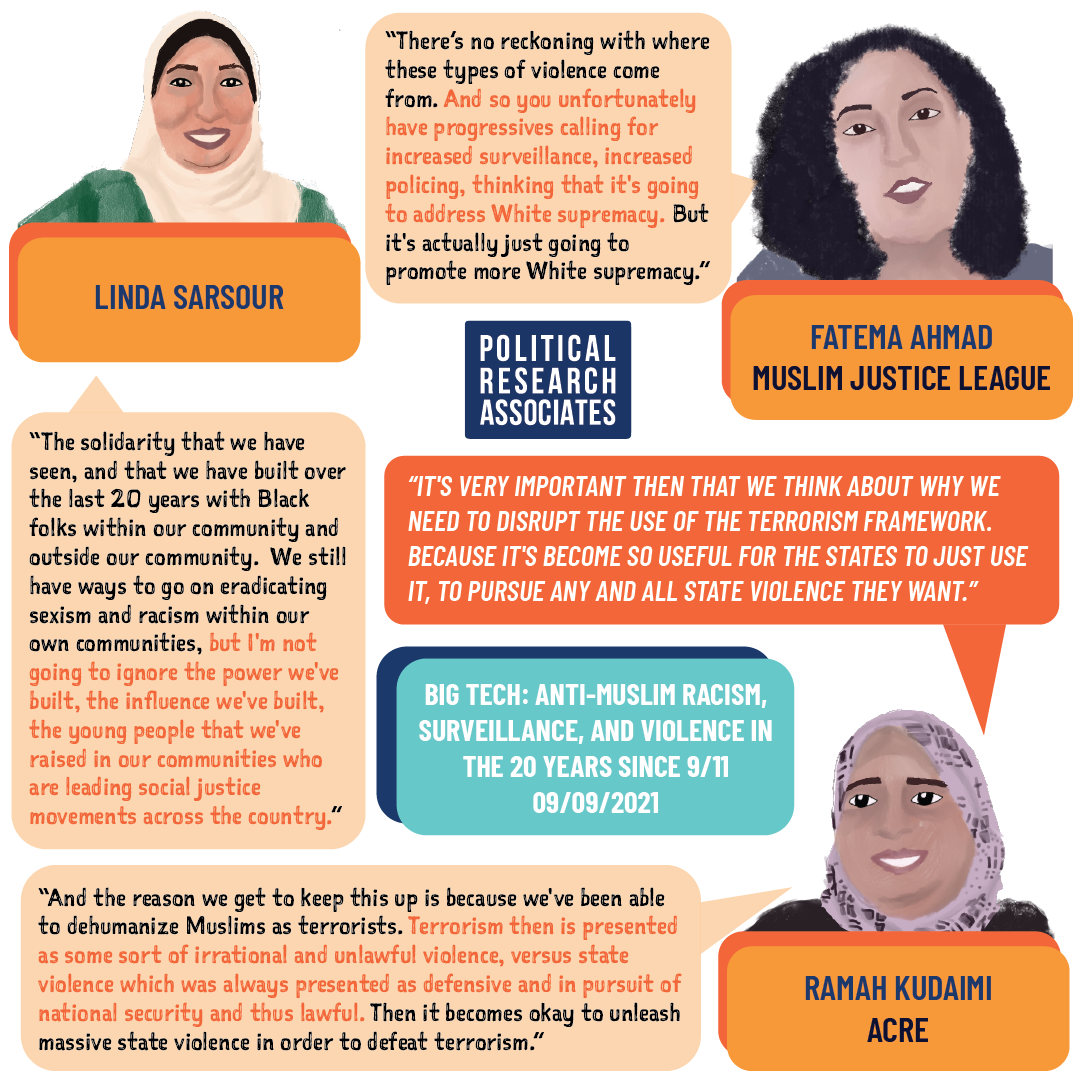 “There's no reckoning with where
these types of violence come
from. And so you unfortunately
have progressives calling for
increased surveillance, increased
policing, thinking that it's going
to address White supremacy. But
it's actually just going to
promote more White supremacy.”
LINDA SARSOUR
FATEMA AHMAD
MUSLIM JUSTICE LEAGUE
POLITICAL
RESEARCH
ASSOCIATES
“The solidarity that we have
seen, and that we have built over
the last 20 years with Black
folks within our community and
outside our community. We still
have ways to go on eradicating
sexism and racism within our
own communities, but I'm not
going to ignore the power we've
built, the influence we've built,
the young people that we've
raised in our communities who
are leading social justice
movements across the country.”
“IT'S VERY IMPORTANT THEN THAT WE THINK ABOUT WHY WE
NEED TO DISRUPT THE USE OF THE TERRORISM FRAMEWORK.
BECAUSE IT'S BECOME SO USEFUL FOR THE STATES TO JUST USE
IT, TO PURSUE ANY AND ALL STATE VIOLENCE THEY WANT.”
BIG TECH: ANTI-MUSLIM RACISM,
SURVEILLANCE, AND VIOLENCE IN
THE 20 YEARS SINCE 9/11
09/09/2021
“And the reason we get to keep this up is because we've been able
to dehumanize Muslims as terrorists. Terrorism then is presented
as some sort of irrational and unlawful violence, versus state
violence which was always presented as defensive and in pursuit of
national security and thus lawful. Then it becomes okay to unleash
massive state violence in order to defeat terrorism.”
RAMAH KUDAIMI
ACRE